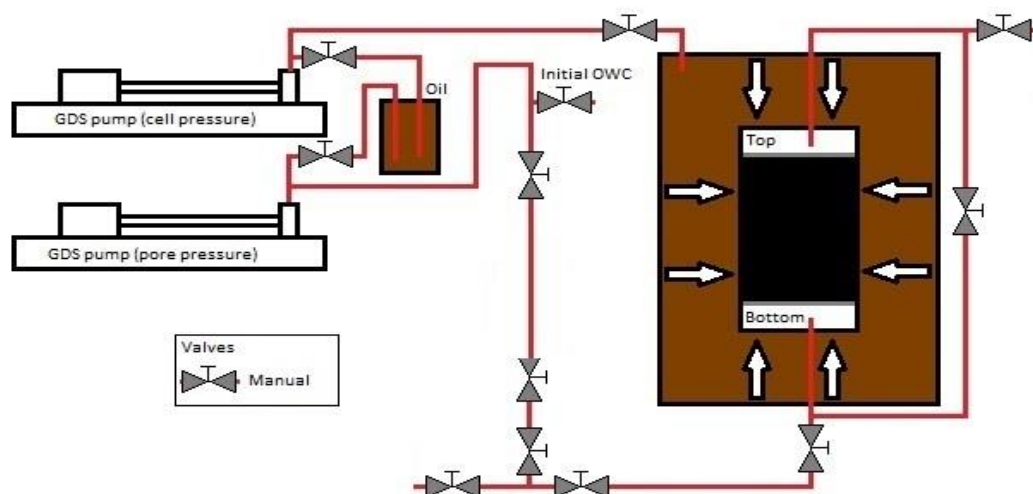 Initial OWC
Oil
GDS pump (cell pressure)
Top
GDS pump (pore pressure)
Bottom
Valves
Manual